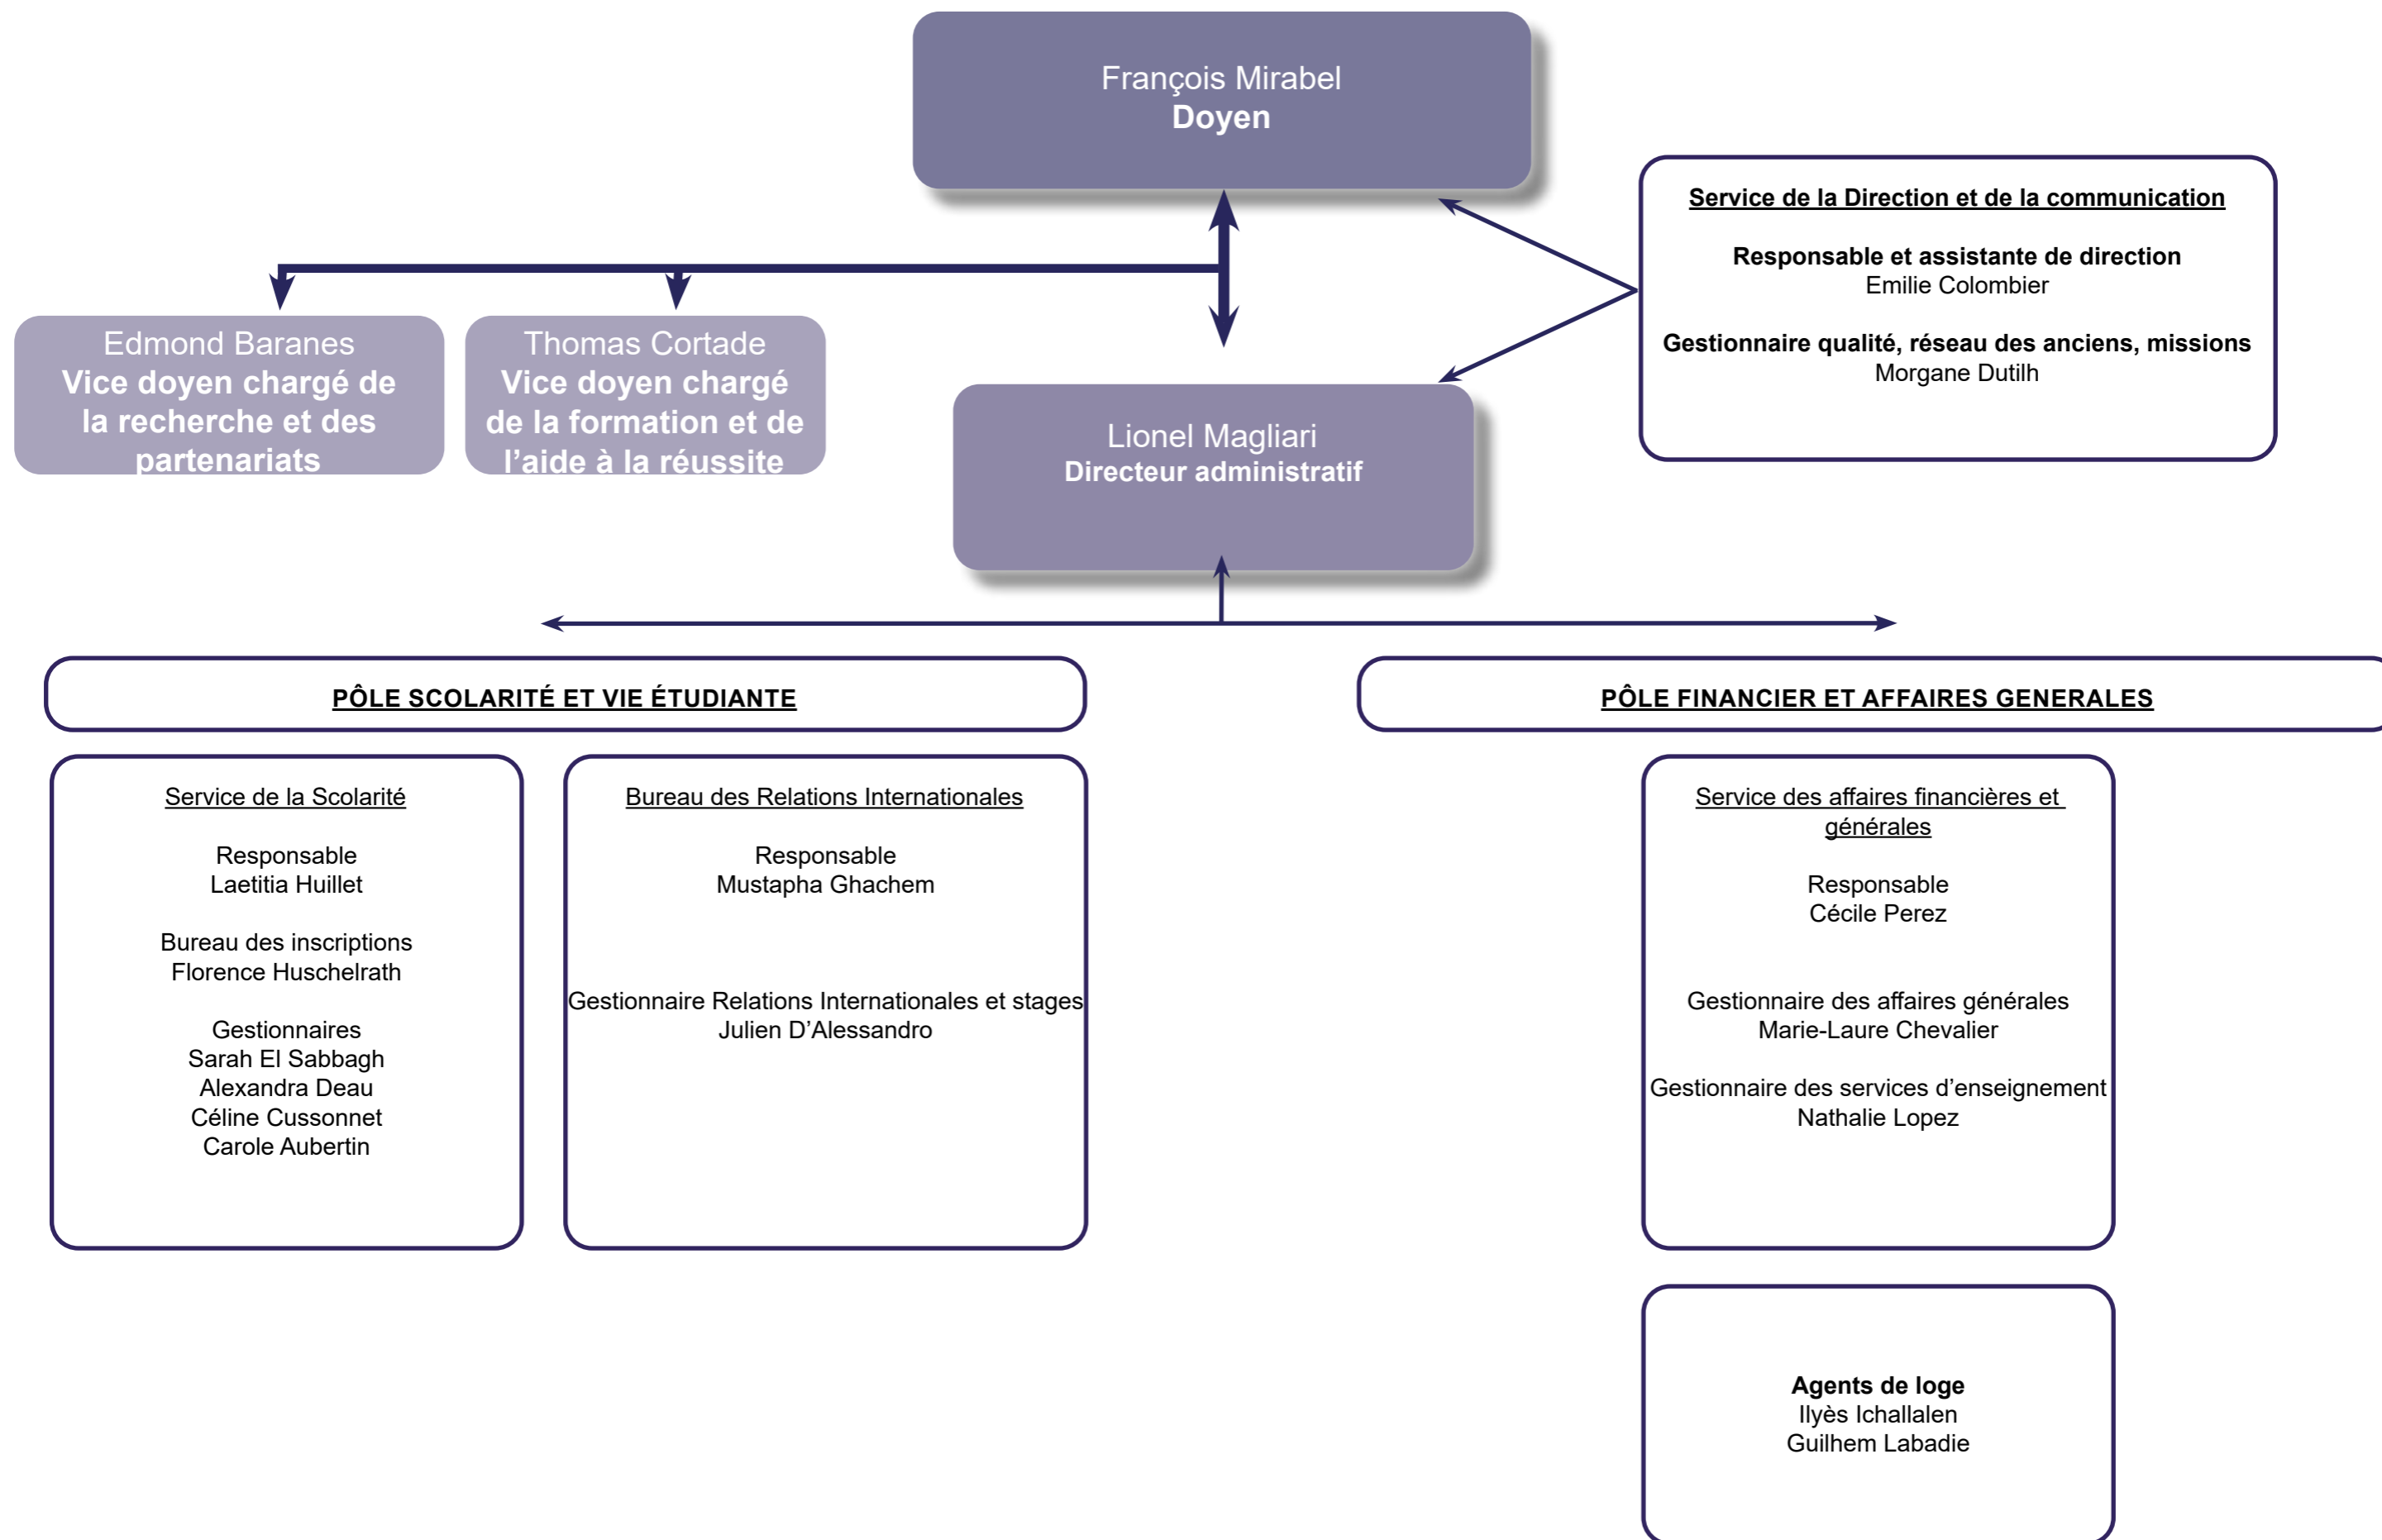 François Mirabel
Doyen
Service de la Direction et de la communication
Responsable et assistante de direction
Emilie Colombier
Gestionnaire qualité, réseau des anciens, missions
Morgane Dutilh
Edmond Baranes
Vice doyen chargé de
la recherche et des
partenariats
Thomas Cortade
Vice doyen chargé
de la formation et de
l’aide à la réussite
Lionel Magliari
Directeur administratif
PÔLE SCOLARITÉ ET VIE ÉTUDIANTE
PÔLE FINANCIER ET AFFAIRES GENERALES
Service de la Scolarité
Responsable
Laetitia Huillet
Bureau des inscriptions
Florence Huschelrath
Gestionnaires
Sarah El Sabbagh
Alexandra Deau
Céline Cussonnet
Carole Aubertin
Bureau des Relations Internationales
Responsable
Mustapha Ghachem
Gestionnaire Relations Internationales et stages
Julien D’Alessandro
Service des affaires financières et
générales
Responsable
Cécile Perez
Gestionnaire des affaires générales
Marie-Laure Chevalier
Gestionnaire des services d’enseignement
Nathalie Lopez
Agents de loge
Ilyès Ichallalen
Guilhem Labadie